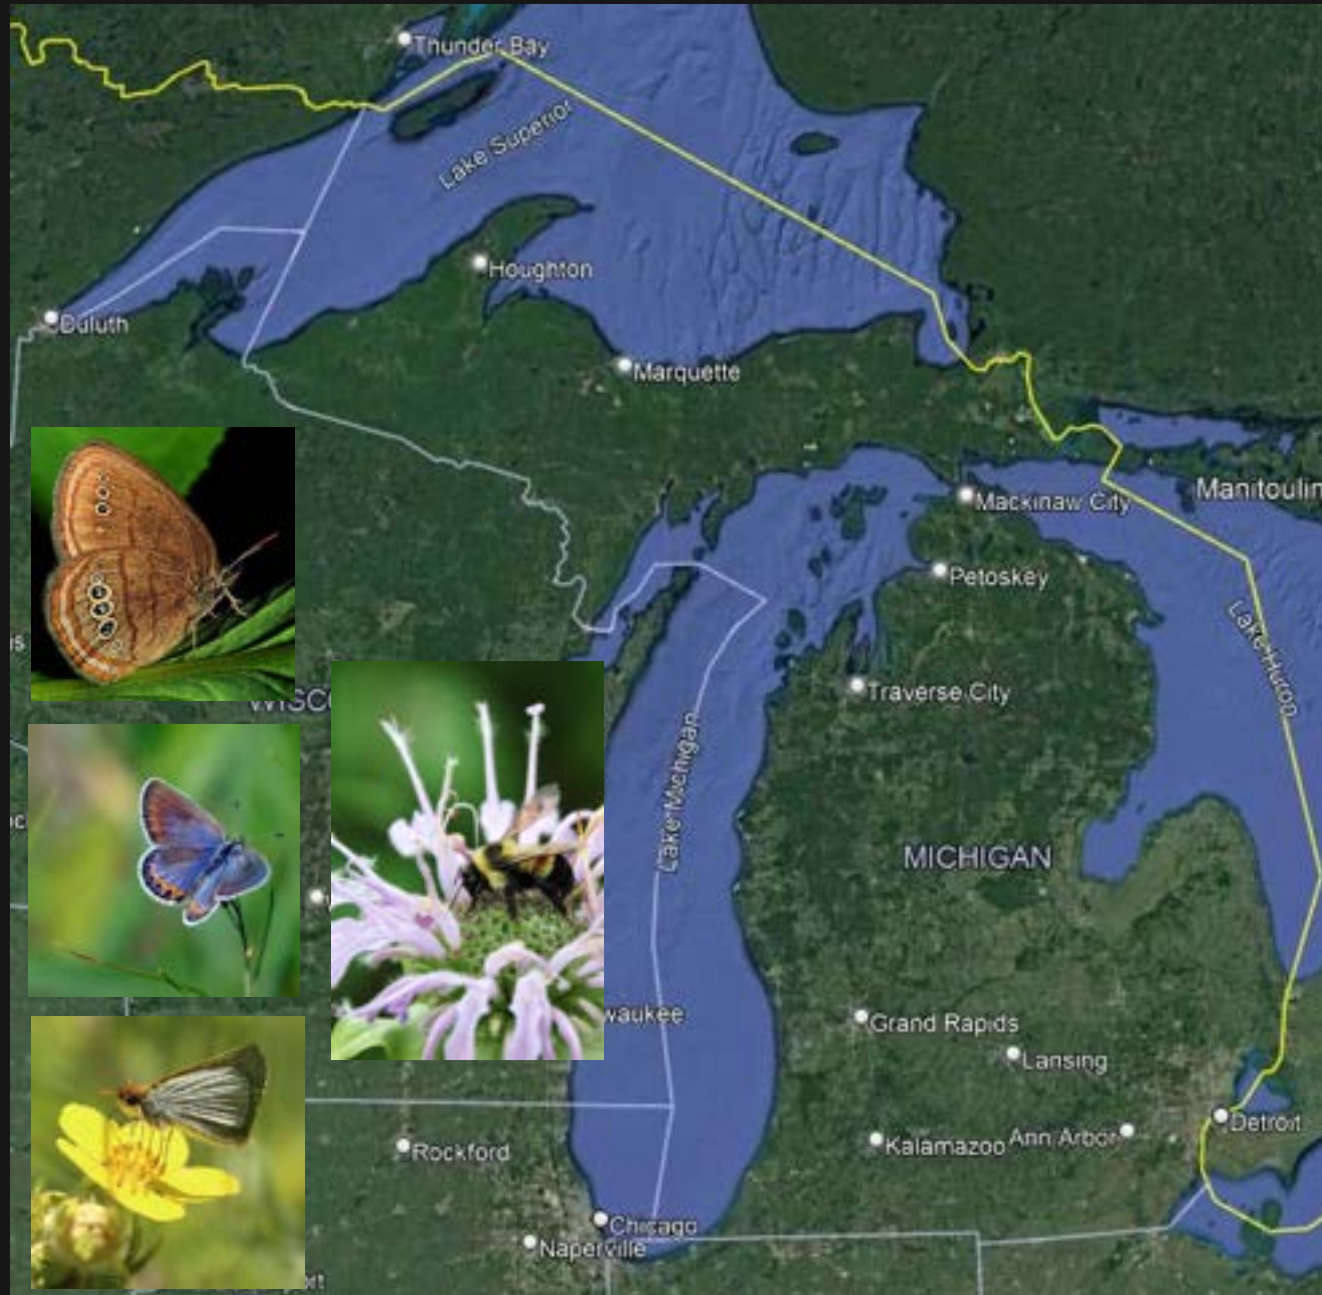 Thunder Bay
Lake Superior
Houghton
Duluth
Marquette
Mackinaw City
Manitoulin
Petoskey
Lake Huron
Traverse City
WISC
Lake Michigan
MICHIGAN
waukee
Grand Rapids
Lansing
Detroit
Rockford
Kalamazoo
Ann Arbor
Chicago
Naperville